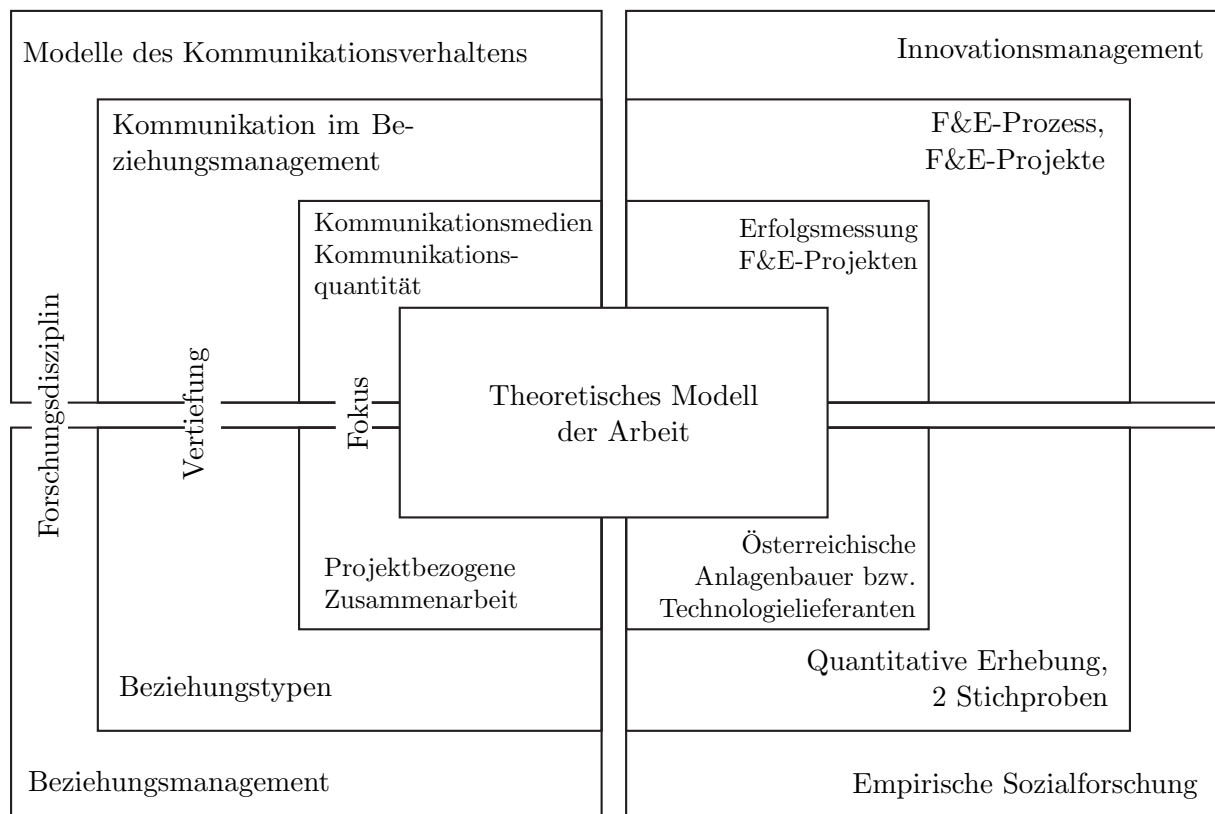 Modelle des Kommunikationsverhaltens
Innovationsmanagement
Kommunikation im Be-
ziehungsmanagement
F&E-Prozess,
F&E-Projekte
Kommunikationsmedien
Kommunikations-
quantität
Erfolgsmessung
F&E-Projekten
Forschungsdisziplin
Vertiefung
Fokus
Theoretisches Modell
der Arbeit
Projektbezogene
Zusammenarbeit
Österreichische
Anlagenbauer bzw.
Technologielieferanten
Beziehungstypen
Quantitative Erhebung,
2 Stichproben
Beziehungsmanagement
Empirische Sozialforschung